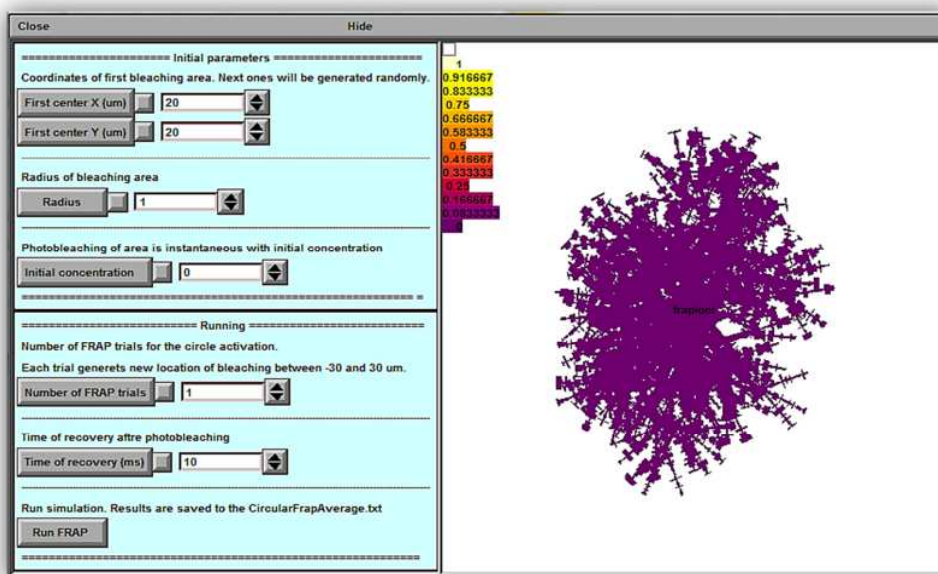 Close Hide
======================= Initial parameters ======================
Coordinates of first bleaching area. Next ones will be generated randomly.
First center X (um) 20
First center Y (um) 20
Radius of bleaching area
Radius 1
Photobleaching of area is instantaneous with initial concentration
Initial concentration 0
========================================================== =
========================== Running ==========================
Number of FRAP trials for the circle activation.
Each trial generets new location of bleaching between -30 and 30 um.
Number of FRAP trials 1
Time of recovery aftre photobleaching
Time of recovery (ms) 10
Run simulation. Results are saved to the CircularFrapAverage.txt
Run FRAP
===========================================================
1
0.916667
0.833333
0.75
0.666667
0.583333
0.5
0.416667
0.333333
0.25
0.166667
0.0833333
0